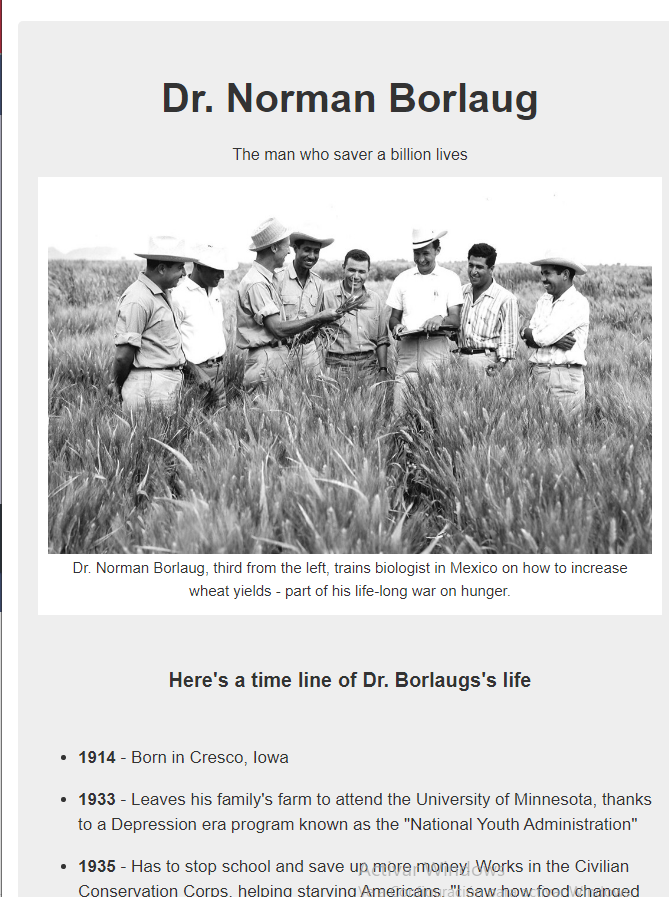 Dr. Norman Borlaug
The man who saver a billion lives
Dr. Norman Borlaug, third from the left, trains biologist in Mexico on how to increase
wheat yields - part of his life-long war on hunger.
Here's a time line of Dr. Borlaugs's life
• 1914 - Born in Cresco, Iowa
• 1933 - Leaves his family's farm to attend the University of Minnesota, thanks
to a Depression era program known as the "National Youth Administration"
• 1935 - Has to stop school and save up more money. Works in the Civilian
Activar Windows
Conservation Corps, helping starving Americans. "I saw how food changed